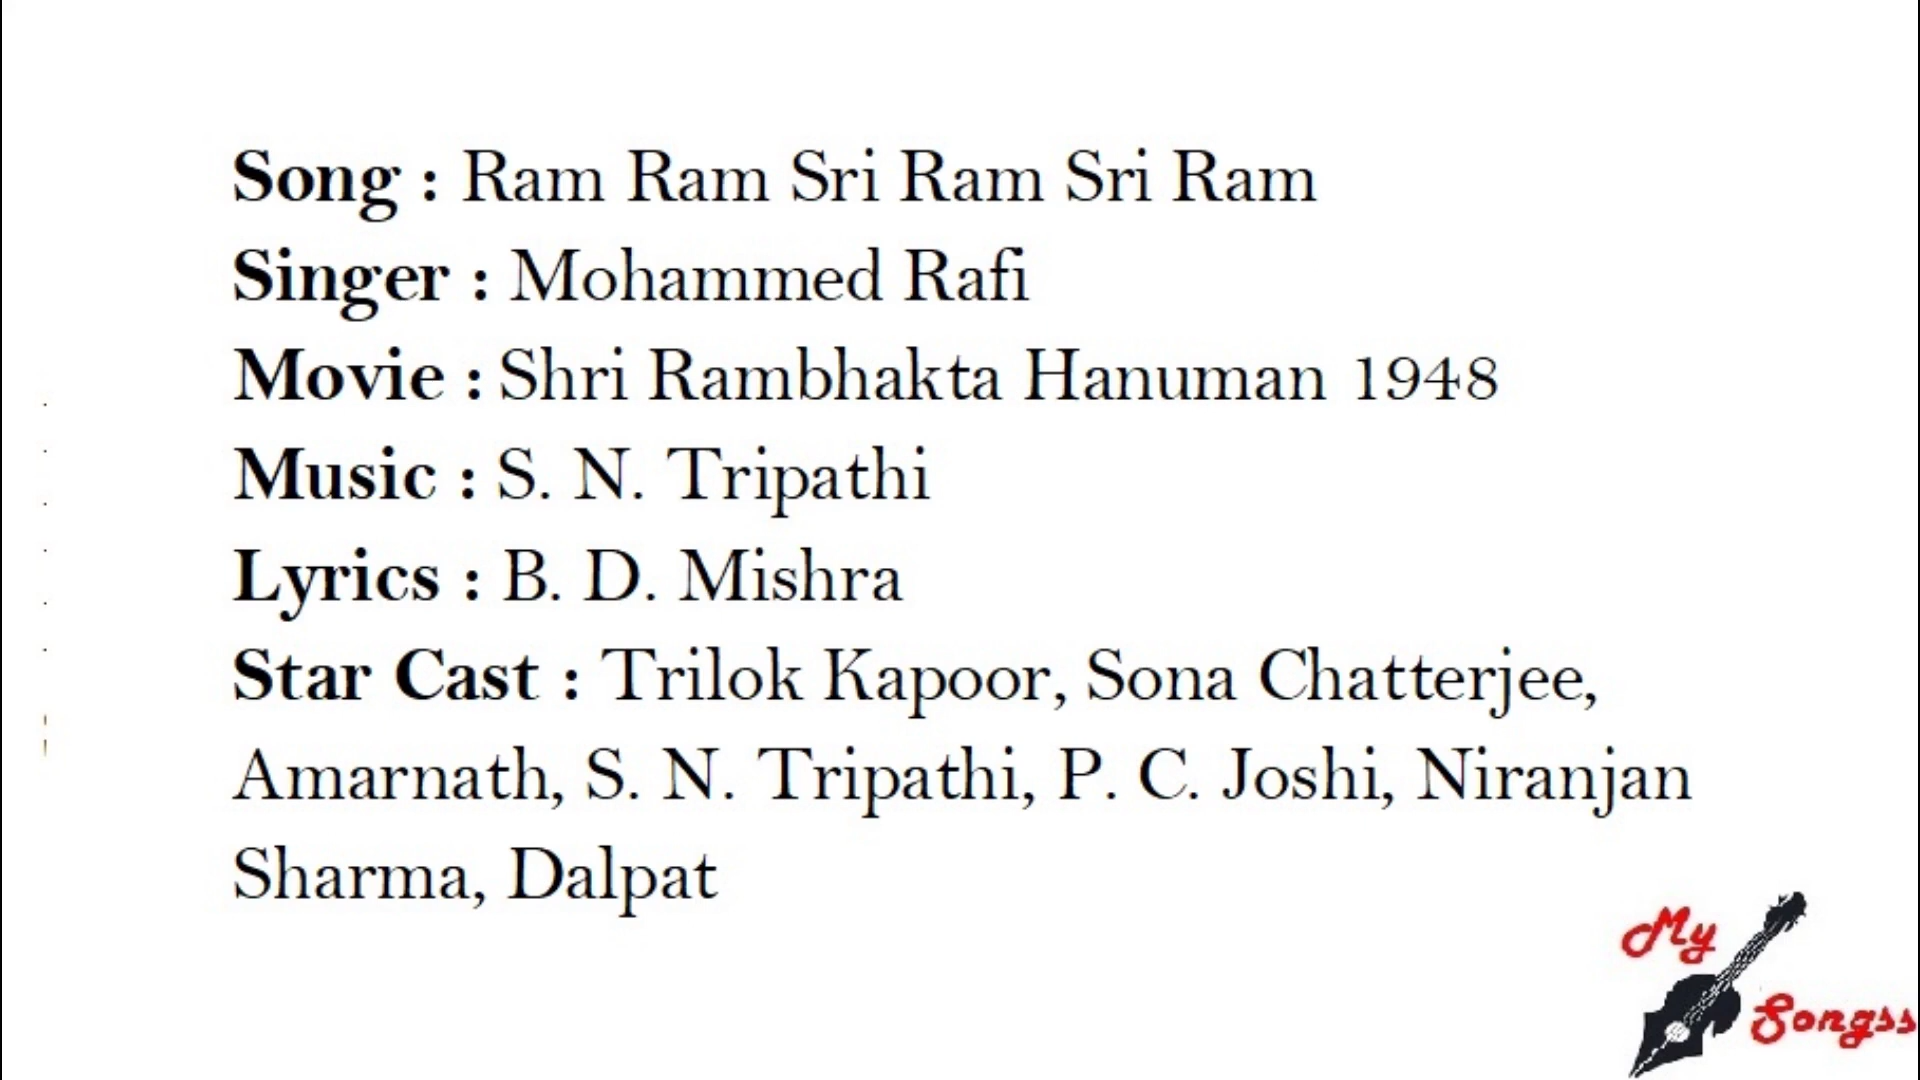 Song : Ram Ram Sri Ram Sri Ram
Singer : Mohammed Rafi
Movie : Shri Rambhakta Hanuman 1948
Music : S. N. Tripathi
Lyrics : B. D. Mishra
Star Cast : Trilok Kapoor, Sona Chatterjee,
Amarnath, S. N. Tripathi, P. C. Joshi, Niranjan
Sharma, Dalpat
My
Songss